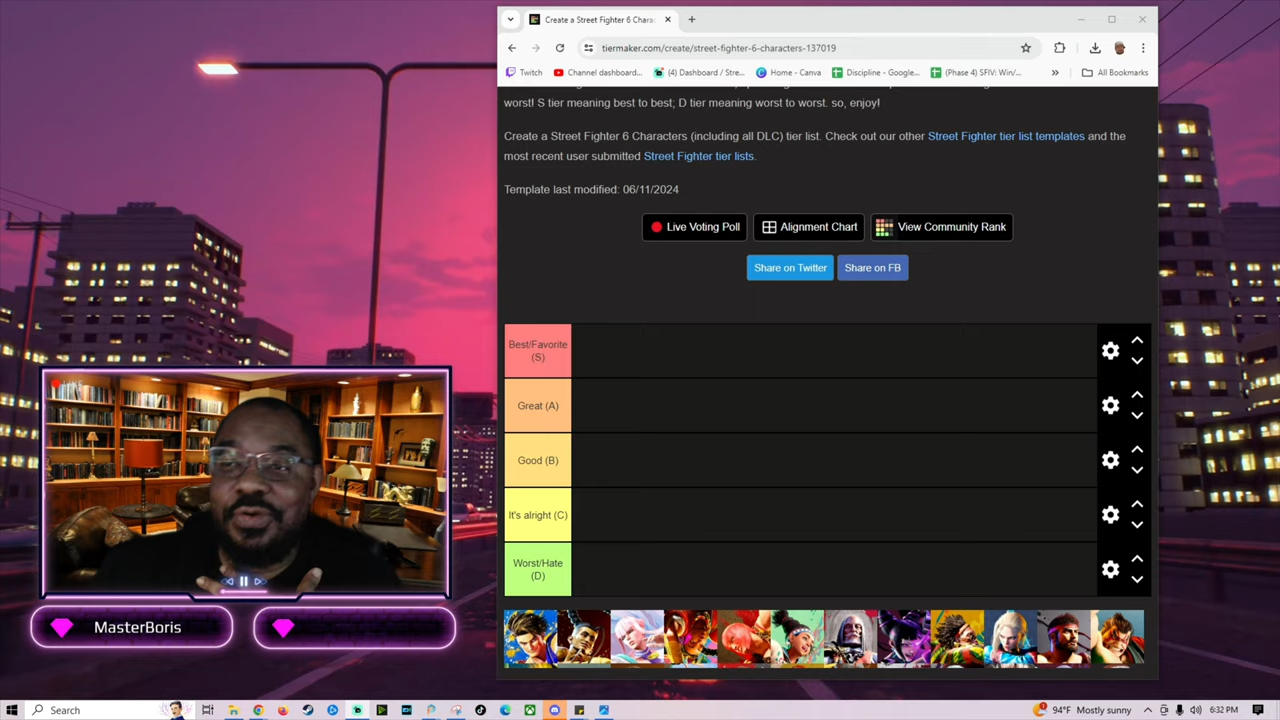 Create a Street Fighter 6 Charac
tiermaker.com/create/street-fighter-6-characters-137019
Twitch
Channel dashboard...
(4) Dashboard / Stre...
Home - Canva
Discipline - Google...
(Phase 4) SFIV: Win/...
All Bookmarks
worst! S tier meaning best to best; D tier meaning worst to worst. so, enjoy!
Create a Street Fighter 6 Characters (including all DLC) tier list. Check out our other Street Fighter tier list templates and the
most recent user submitted Street Fighter tier lists.
Template last modified: 06/11/2024
Live Voting Poll
Alignment Chart
View Community Rank
Share on Twitter
Share on FB
Best/Favorite
(S)
Great (A)
Good (B)
It's alright (C)
Worst/Hate
(D)
MasterBoris
Search
94°F Mostly sunny
6:32 PM